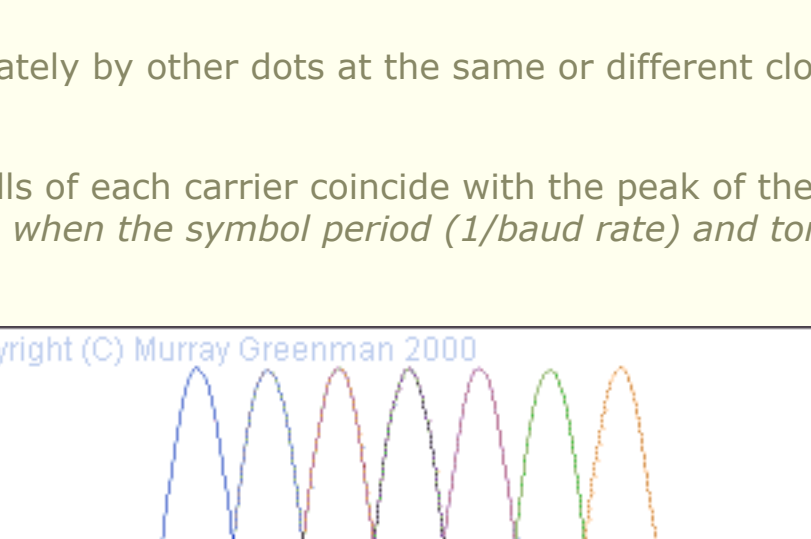 ately by other dots at the same or different clo
lls of each carrier coincide with the peak of the
when the symbol period (1/baud rate) and to
yright (C) Murray Greenman 2000